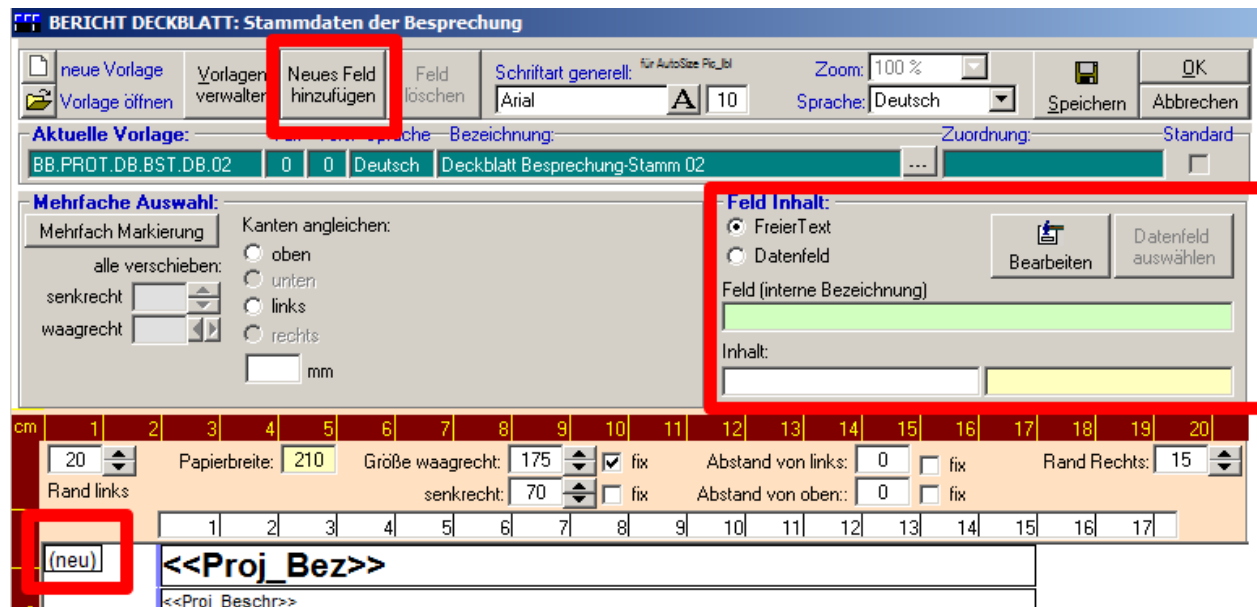 BERICHT DECKBLATT: Stammdaten der Besprechung
neue Vorlage
Vorlage öffnen
Vorlagen
verwalten
Neues Feld
hinzufügen
Feld
löschen
Schriftart generell:
für AutoSize Pic_lbl
Arial
A
10
Zoom: 100 %
Sprache: Deutsch
Speichern
OK
Abbrechen
Aktuelle Vorlage:
Bezeichnung:
Zuordnung:
Standard
BB.PROT.DB.BST.DB.02 0 0 Deutsch Deckblatt Besprechung-Stamm 02 ...
Mehrfache Auswahl:
Mehrfach Markierung
alle verschieben:
senkrecht
waagrecht
Kanten angleichen:
oben
unten
links
rechts
mm
Feld Inhalt:
FreierText
Datenfeld
Bearbeiten
Datenfeld
auswählen
Feld (interne Bezeichnung)
Inhalt:
cm 1 2 3 4 5 6 7 8 9 10 11 12 13 14 15 16 17 18 19 20
20 Papierbreite: 210 Größe waagrecht: 175 fix Abstand von links: 0 fix Rand Rechts: 15
Rand links senkrecht: 70 fix Abstand von oben:: 0 fix
1 2 3 4 5 6 7 8 9 10 11 12 13 14 15 16 17
(neu) <<Proj_Bez>>
<<Proj_Beschr>>